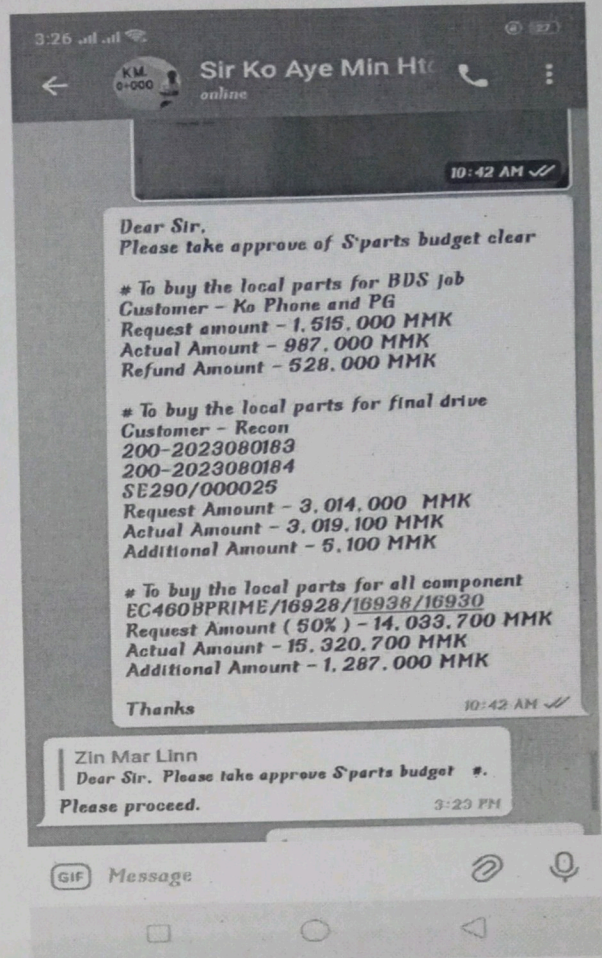 3:26
27
K.M.
0+000
Sir Ko Aye Min Hto
online
10:42 AM
Dear Sir,
Please take approve of S'parts budget clear
# To buy the local parts for BDS job
Customer - Ko Phone and PG
Request amount - 1,515,000 MMK
Actual Amount - 987,000 MMK
Refund Amount - 528,000 MMK
# To buy the local parts for final drive
Customer - Recon
200-2023080183
200-2023080184
SE290/000025
Request Amount - 3,014,000 MMK
Actual Amount - 3,019,100 MMK
Additional Amount - 5,100 MMK
# To buy the local parts for all component
EC460BPRIME/16928/16938/16930
Request Amount ( 50% ) - 14,033,700 MMK
Actual Amount - 15,320,700 MMK
Additional Amount - 1,287,000 MMK
Thanks
10:42 AM
Zin Mar Linn
Dear Sir. Please take approve S'parts budget #.
Please proceed.
3:23 PM
GIF Message